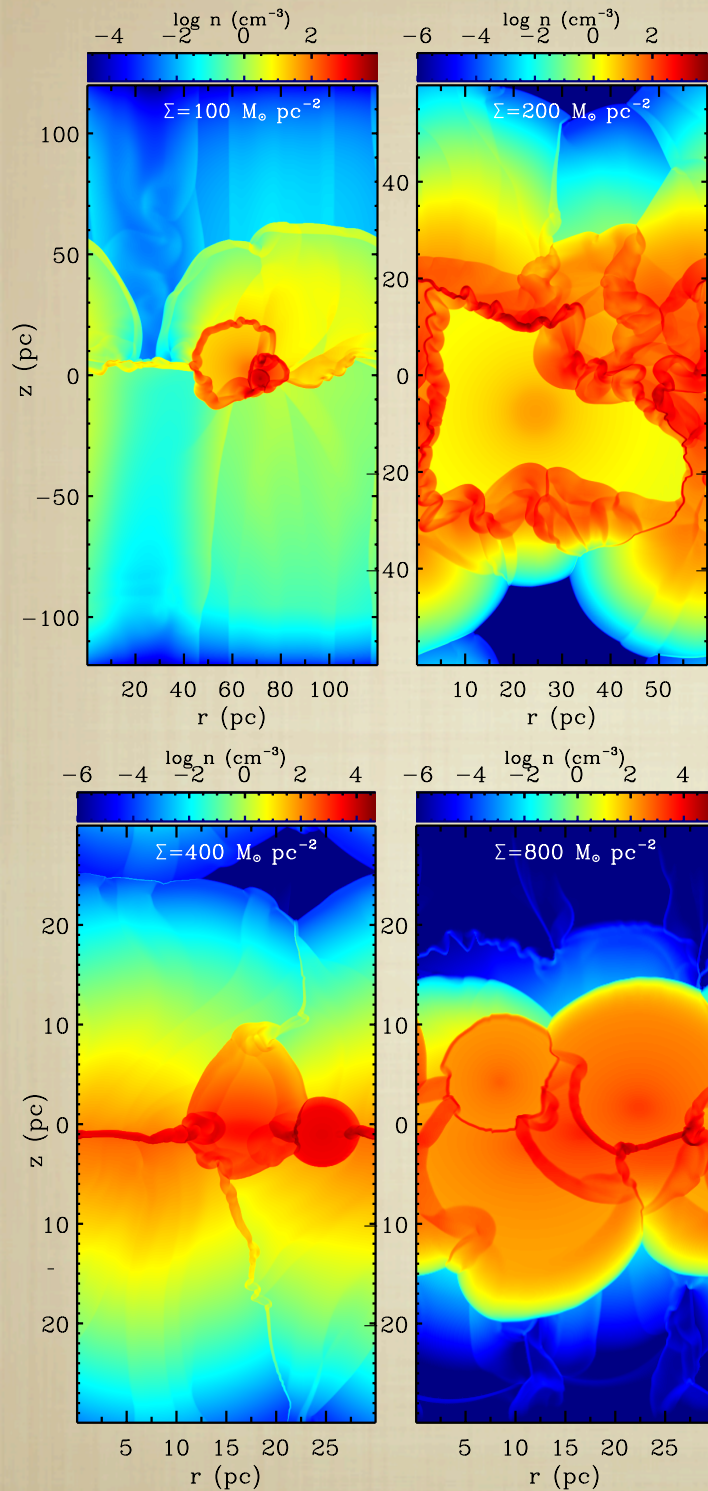 log n (cm⁻³) log n (cm⁻³)
−4 −2 0 2 −6 −4 −2 0 2
Σ=100 M☉ pc⁻² Σ=200 M☉ pc⁻²
100
40
50
20
z (pc)
0 0
−50
20
40
−100
20 40 60 80 100 10 20 30 40 50
r (pc) r (pc)
log n (cm⁻³) log n (cm⁻³)
−6 −4 −2 0 2 4 −6 −4 −2 0 2 4
Σ=400 M☉ pc⁻² Σ=800 M☉ pc⁻²
20 20
10 10
z (pc)
0 0
10 10
20 20
5 10 15 20 25 5 10 15 20 25
r (pc) r (pc)